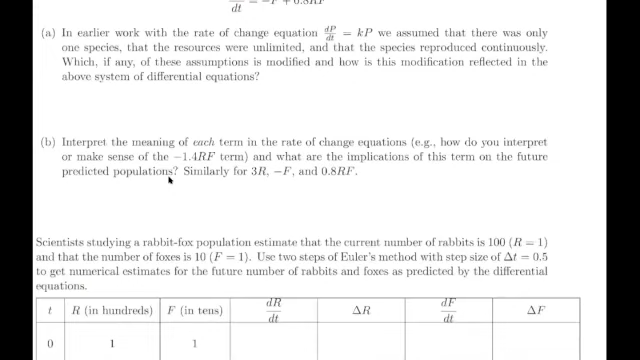 dt = −F + 0.8RF
(a) In earlier work with the rate of change equation dP/dt = kP we assumed that there was only
one species, that the resources were unlimited, and that the species reproduced continuously.
Which, if any, of these assumptions is modified and how is this modification reflected in the
above system of differential equations?
(b) Interpret the meaning of each term in the rate of change equations (e.g., how do you interpret
or make sense of the −1.4RF term) and what are the implications of this term on the future
predicted populations? Similarly for 3R, −F, and 0.8RF.
Scientists studying a rabbit-fox population estimate that the current number of rabbits is 100 (R = 1)
and that the number of foxes is 10 (F = 1). Use two steps of Euler's method with step size of Δt = 0.5
to get numerical estimates for the future number of rabbits and foxes as predicted by the differential
equations.
t R (in hundreds) F (in tens) dR/dt ΔR dF/dt ΔF
0 1 1